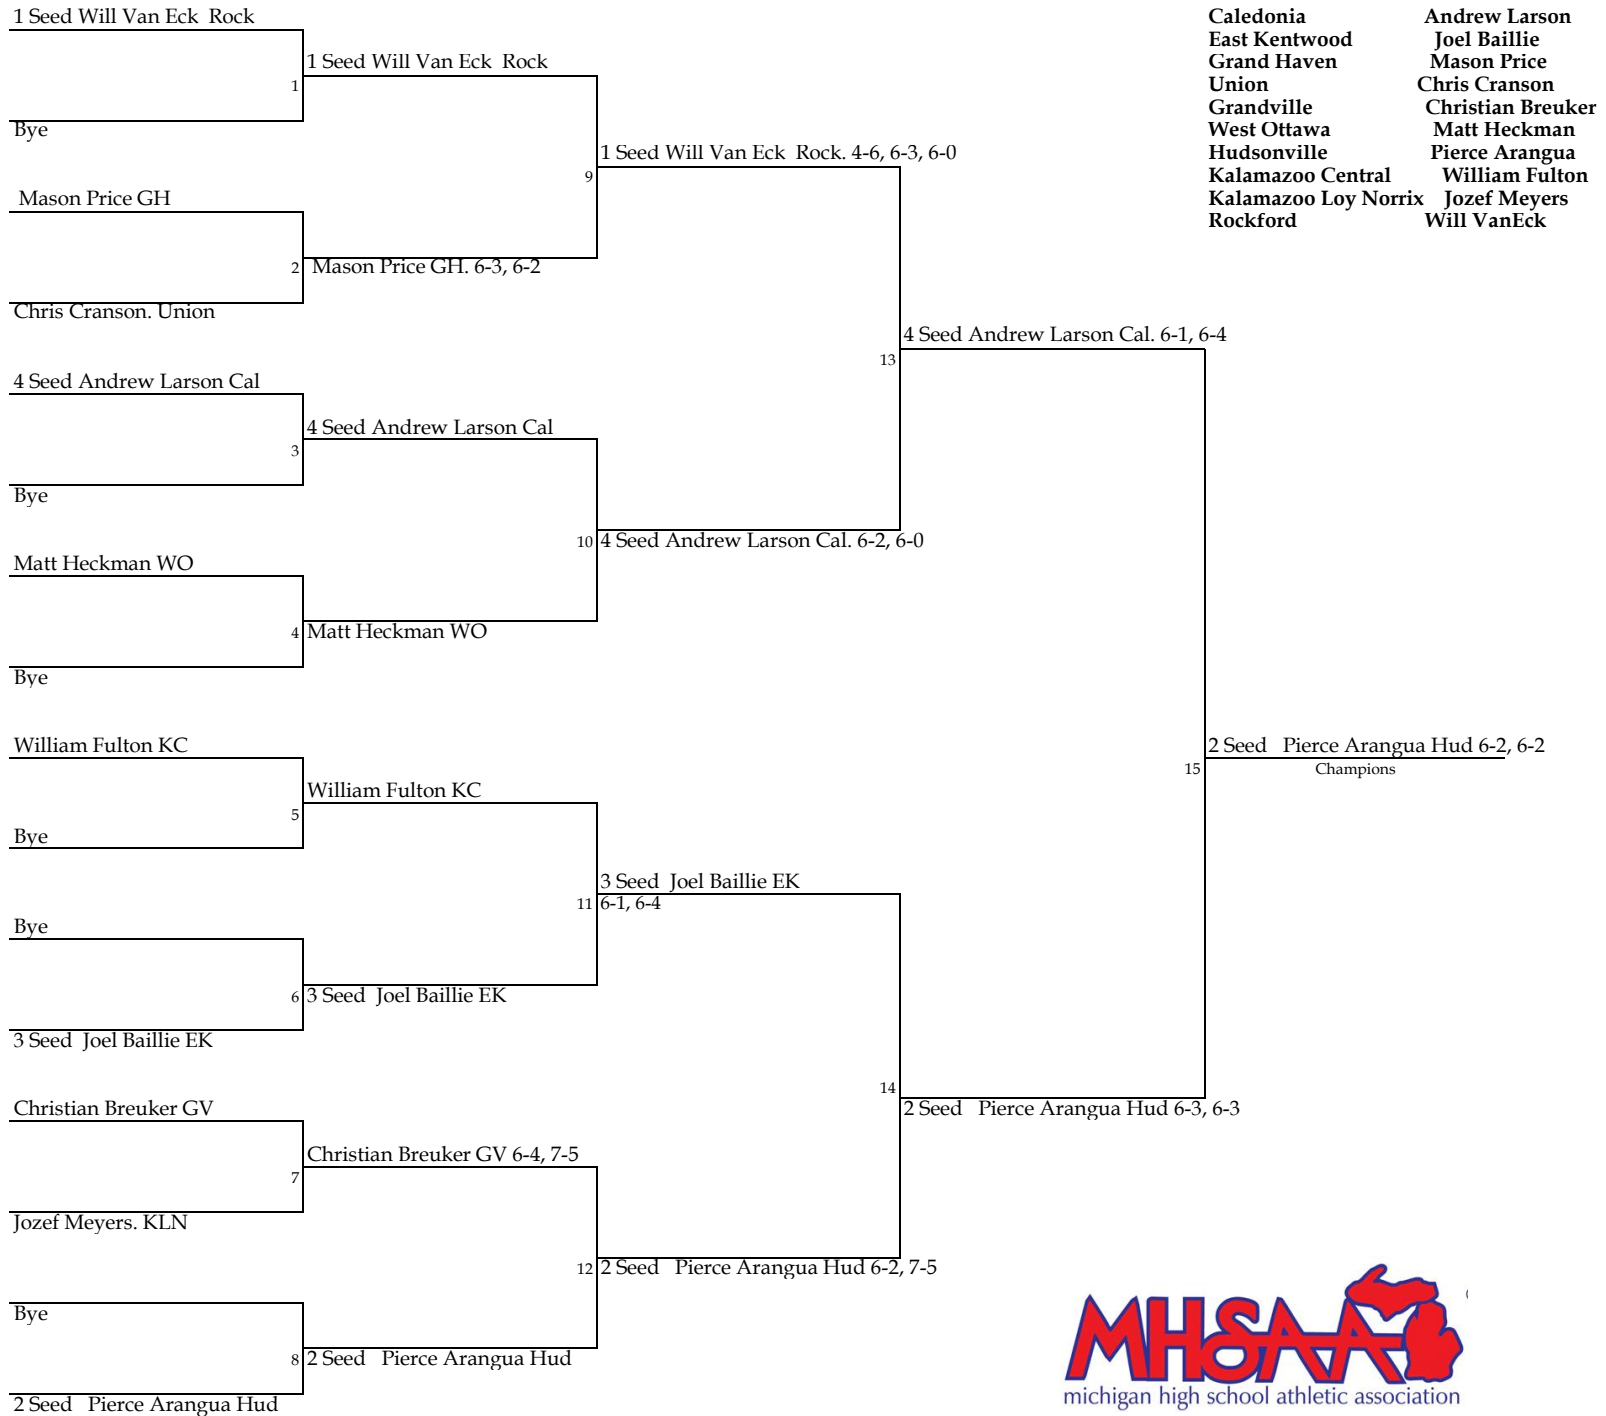 1 Seed Will Van Eck Rock
1
Bye
Mason Price GH
2
Chris Cranson. Union
4 Seed Andrew Larson Cal
3
Bye
Matt Heckman WO
4
Bye
William Fulton KC
5
Bye
Bye
6
3 Seed Joel Baillie EK
Christian Breuker GV
7
Jozef Meyers. KLN
Bye
8
2 Seed Pierce Arangua Hud
1 Seed Will Van Eck Rock
9
Mason Price GH. 6-3, 6-2
4 Seed Andrew Larson Cal
10
Matt Heckman WO
William Fulton KC
11
3 Seed Joel Baillie EK
Christian Breuker GV 6-4, 7-5
12
2 Seed Pierce Arangua Hud
1 Seed Will Van Eck Rock. 4-6, 6-3, 6-0
13
4 Seed Andrew Larson Cal. 6-2, 6-0
3 Seed Joel Baillie EK
6-1, 6-4
14
2 Seed Pierce Arangua Hud 6-2, 7-5
4 Seed Andrew Larson Cal. 6-1, 6-4
15
2 Seed Pierce Arangua Hud 6-3, 6-3
2 Seed Pierce Arangua Hud 6-2, 6-2
Champions
Caledonia Andrew Larson
East Kentwood Joel Baillie
Grand Haven Mason Price
Union Chris Cranson
Grandville Christian Breuker
West Ottawa Matt Heckman
Hudsonville Pierce Arangua
Kalamazoo Central William Fulton
Kalamazoo Loy Norrix Jozef Meyers
Rockford Will VanEck
MHSAA
michigan high school athletic association